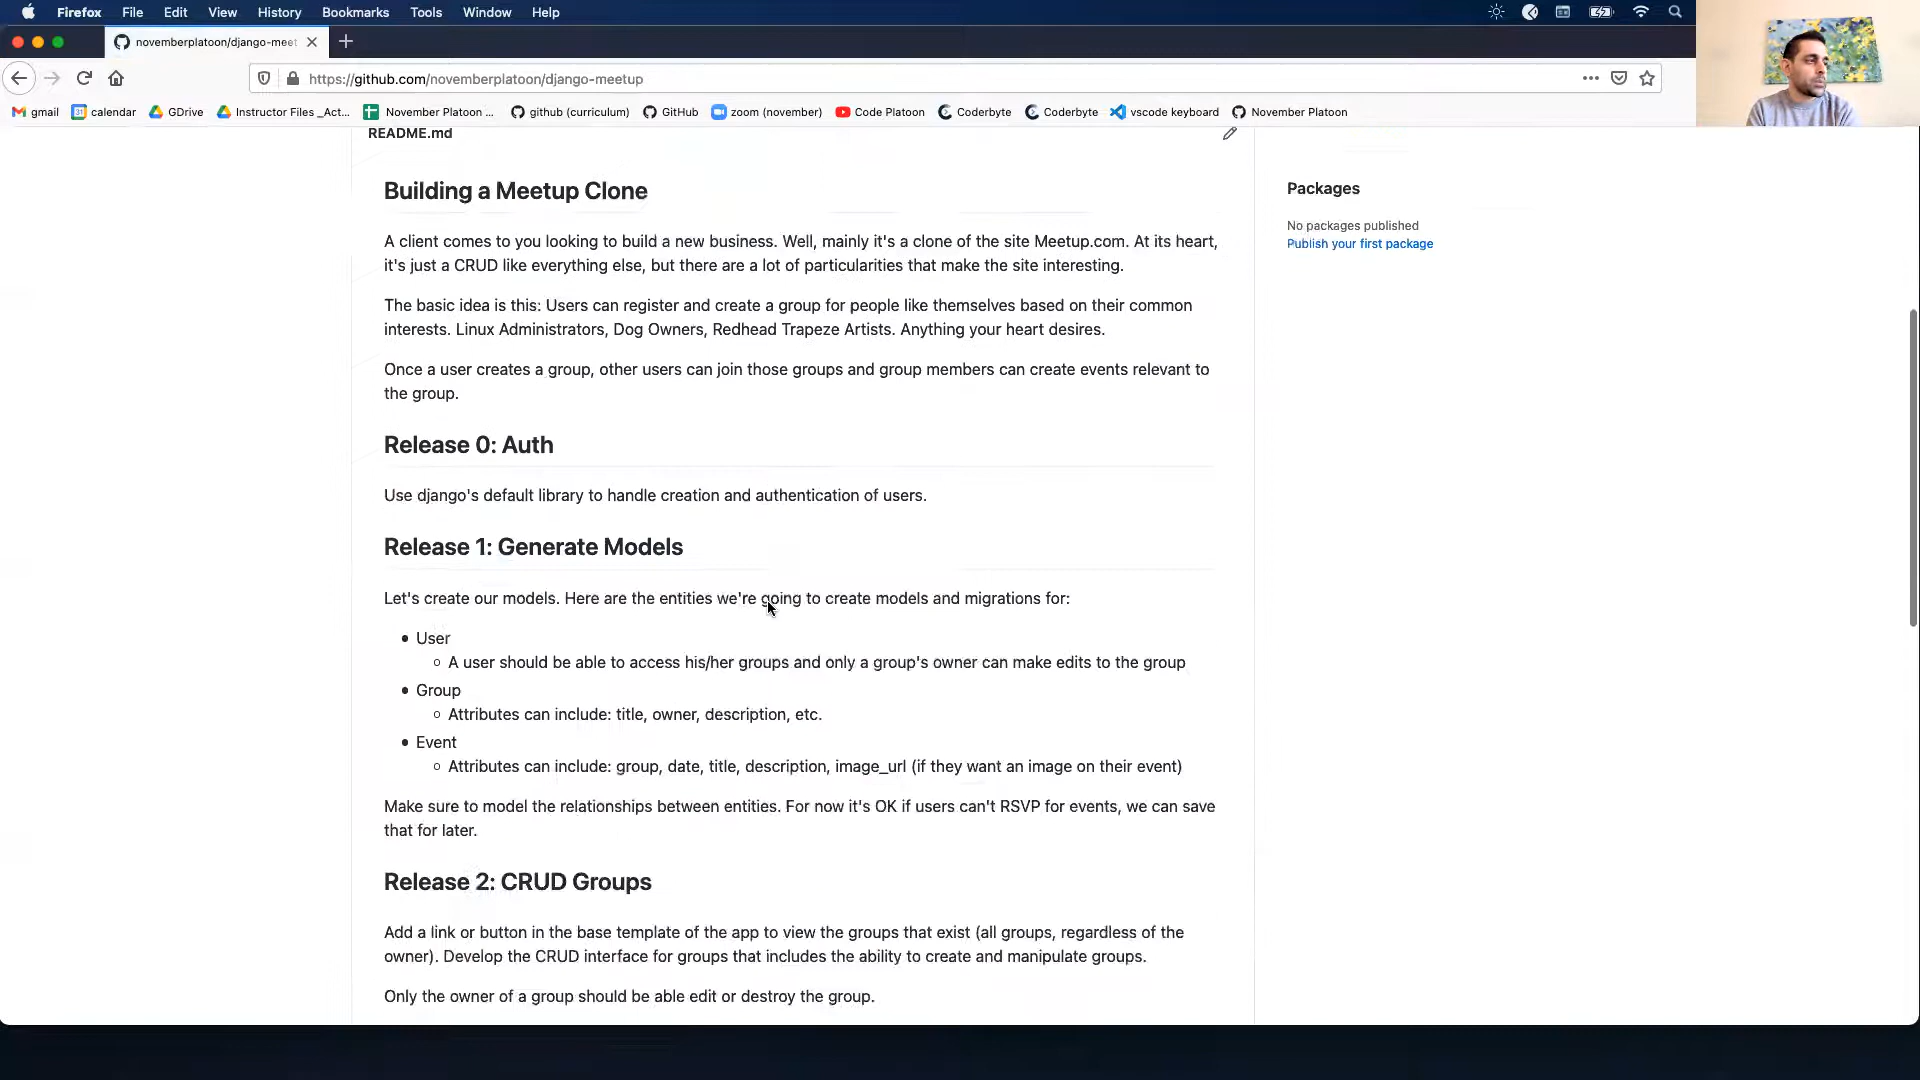 Firefox File Edit View History Bookmarks Tools Window Help
novemberplatoon/django-meet
https://github.com/novemberplatoon/django-meetup
gmail calendar GDrive Instructor Files _Act... November Platoon ... github (curriculum) GitHub zoom (november) Code Platoon Coderbyte Coderbyte vscode keyboard November Platoon
README.md
Building a Meetup Clone
A client comes to you looking to build a new business. Well, mainly it's a clone of the site Meetup.com. At its heart,
it's just a CRUD like everything else, but there are a lot of particularities that make the site interesting.
The basic idea is this: Users can register and create a group for people like themselves based on their common
interests. Linux Administrators, Dog Owners, Redhead Trapeze Artists. Anything your heart desires.
Once a user creates a group, other users can join those groups and group members can create events relevant to
the group.
Release 0: Auth
Use django's default library to handle creation and authentication of users.
Release 1: Generate Models
Let's create our models. Here are the entities we're going to create models and migrations for:
User
A user should be able to access his/her groups and only a group's owner can make edits to the group
Group
Attributes can include: title, owner, description, etc.
Event
Attributes can include: group, date, title, description, image_url (if they want an image on their event)
Make sure to model the relationships between entities. For now it's OK if users can't RSVP for events, we can save
that for later.
Release 2: CRUD Groups
Add a link or button in the base template of the app to view the groups that exist (all groups, regardless of the
owner). Develop the CRUD interface for groups that includes the ability to create and manipulate groups.
Only the owner of a group should be able edit or destroy the group.
Packages
No packages published
Publish your first package